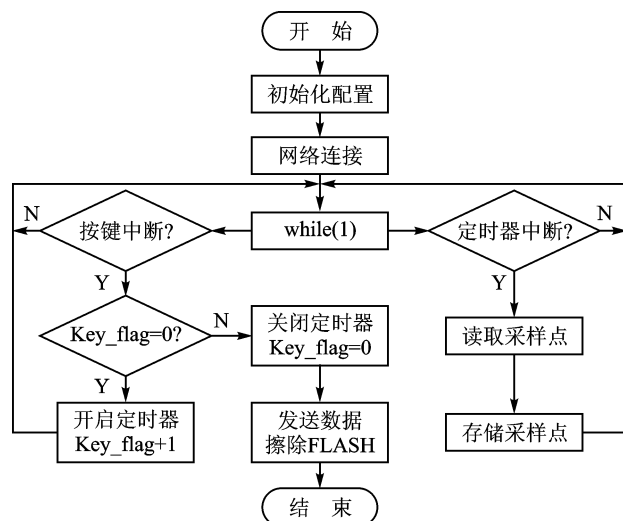 开 始
初始化配置
网络连接
N
按键中断?
while(1)
定时器中断?
N
Y
Y
Key_flag=0?
N
关闭定时器
Key_flag=0
读取采样点
Y
开启定时器
Key_flag+1
发送数据
擦除FLASH
存储采样点
结 束